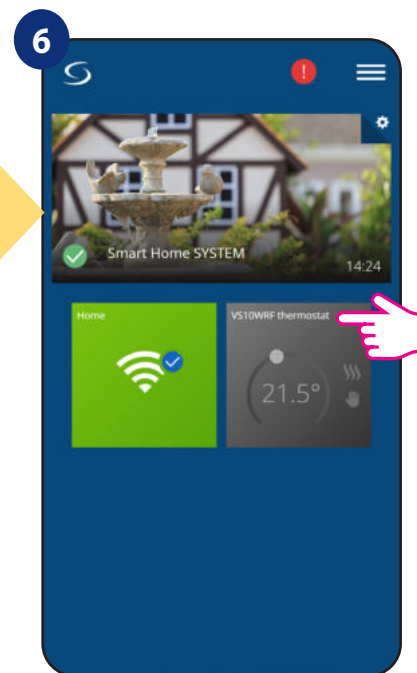 6
!
Smart Home SYSTEM
14:24
Home
VS10WRF thermostat
21.5°